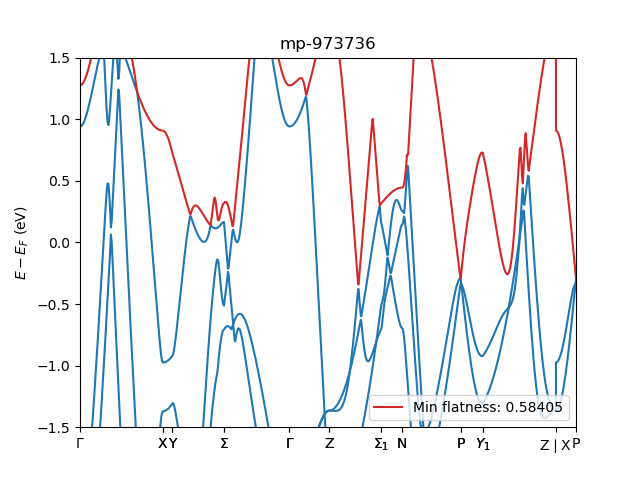 mp-973736
E − E_F (eV)
1.5
1.0
0.5
0.0
−0.5
−1.0
−1.5
Min flatness: 0.58405
Γ X Y Σ Γ Z Σ₁ N P Y₁ Z | X P